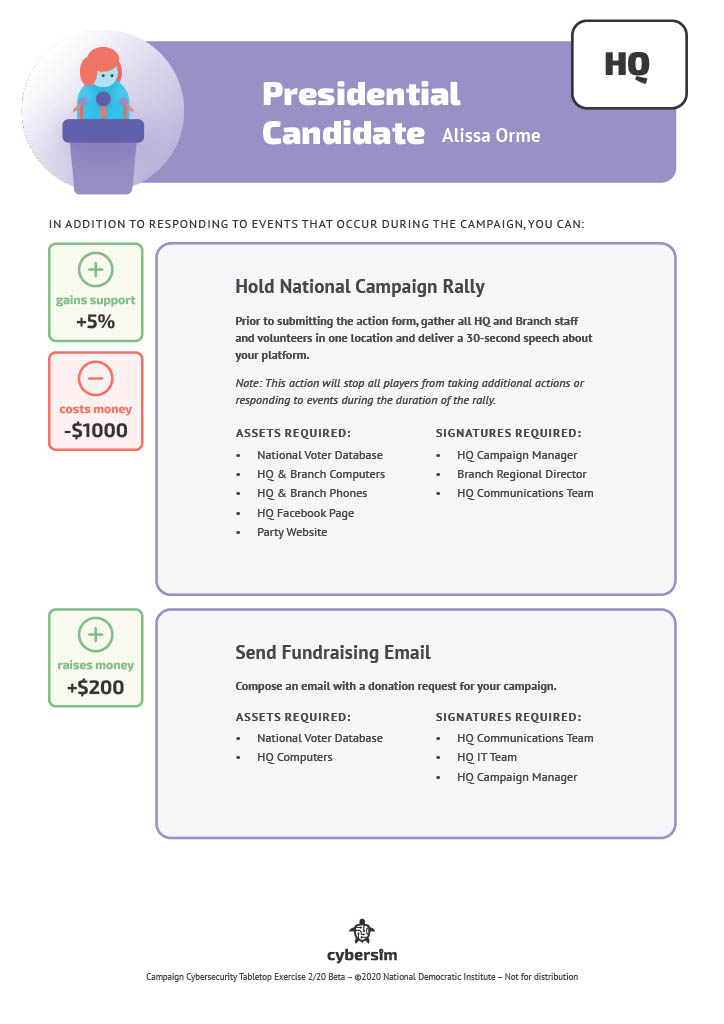 HQ
Presidential
Candidate Alissa Orme
IN ADDITION TO RESPONDING TO EVENTS THAT OCCUR DURING THE CAMPAIGN, YOU CAN:
gains support
+5%
costs money
-$1000
Hold National Campaign Rally
Prior to submitting the action form, gather all HQ and Branch staff
and volunteers in one location and deliver a 30-second speech about
your platform.
Note: This action will stop all players from taking additional actions or
responding to events during the duration of the rally.
ASSETS REQUIRED:
• National Voter Database
• HQ & Branch Computers
• HQ & Branch Phones
• HQ Facebook Page
• Party Website
SIGNATURES REQUIRED:
• HQ Campaign Manager
• Branch Regional Director
• HQ Communications Team
raises money
+$200
Send Fundraising Email
Compose an email with a donation request for your campaign.
ASSETS REQUIRED:
• National Voter Database
• HQ Computers
SIGNATURES REQUIRED:
• HQ Communications Team
• HQ IT Team
• HQ Campaign Manager
cybersim
Campaign Cybersecurity Tabletop Exercise 2/20 Beta – ©2020 National Democratic Institute – Not for distribution